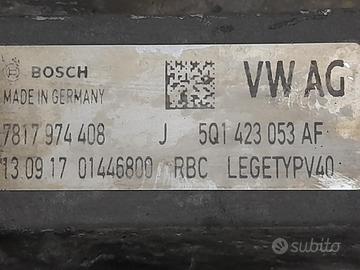 BOSCH
VW AG
MADE IN GERMANY
7817 974 408 J 5Q1 423 053 AF
13.09.17 01446800 RBC LEGETYPV40
subito